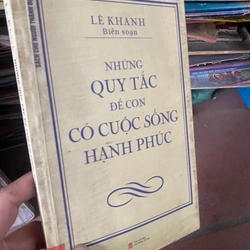 LÊ KHANH
Biên soạn
NHỮNG
QUY TẮC
ĐỂ CON
CÓ CUỘC SỐNG
HẠNH PHÚC